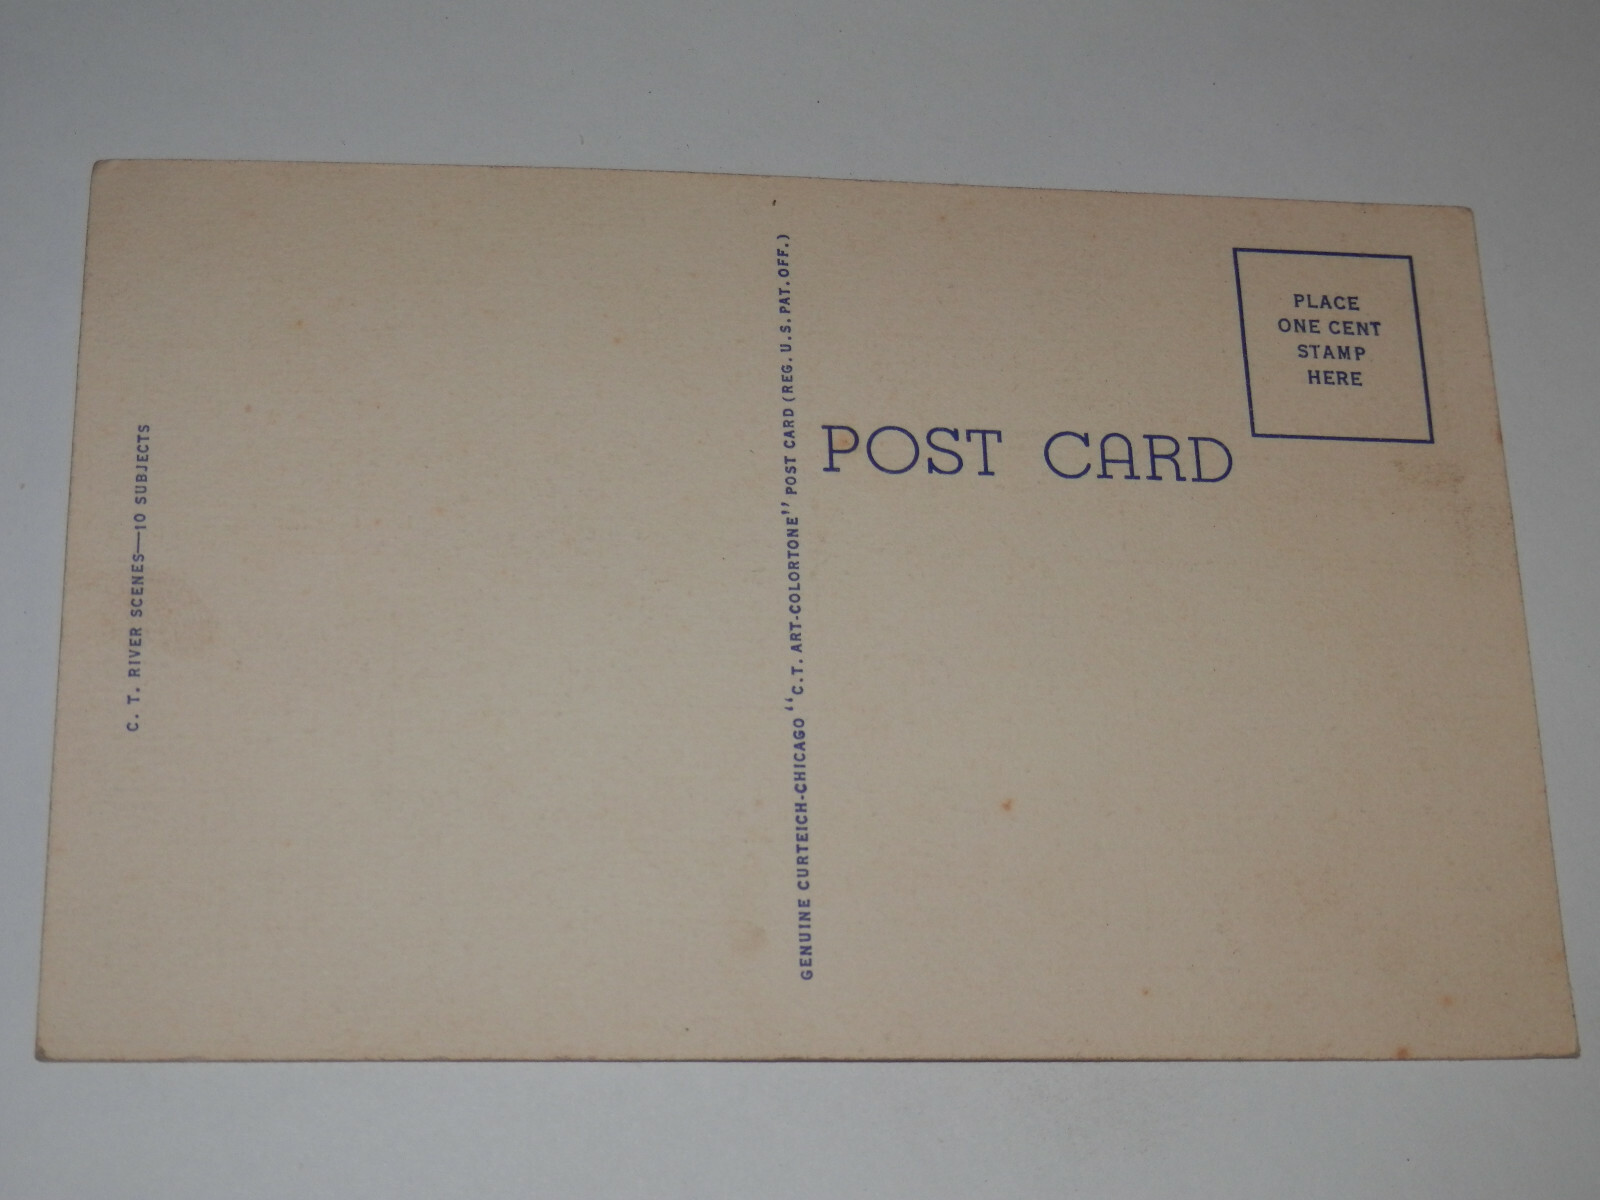 C. T. RIVER SCENES—10 SUBJECTS
GENUINE CURTEICH-CHICAGO "C.T. ART-COLORTONE" POST CARD (REG. U.S. PAT. OFF.)
POST CARD
PLACE
ONE CENT
STAMP
HERE